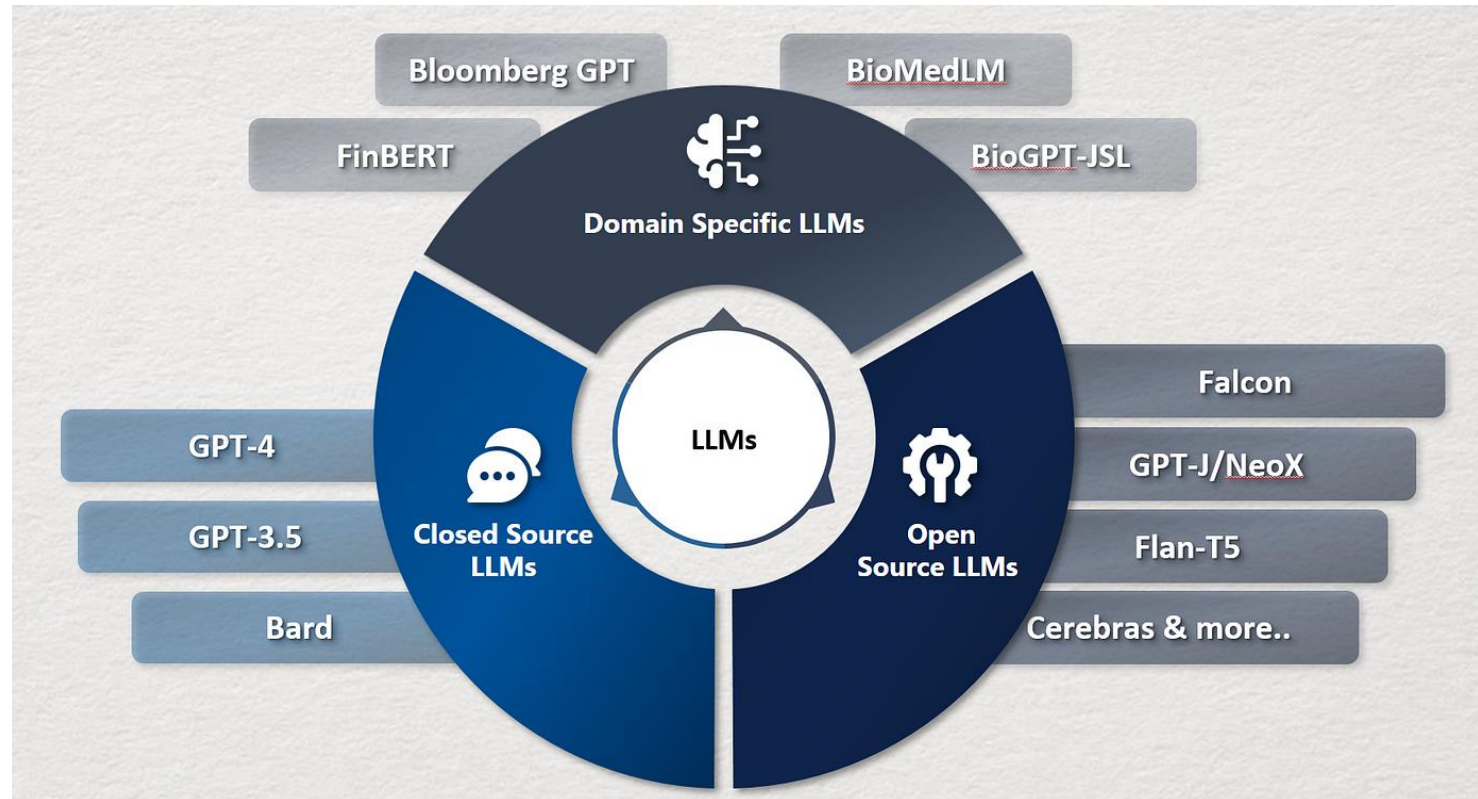 Bloomberg GPT
BioMedLM
FinBERT
BioGPT-JSL
Domain Specific LLMs
Falcon
GPT-4
LLMs
GPT-J/NeoX
GPT-3.5
Closed Source
LLMs
Open
Source LLMs
Flan-T5
Bard
Cerebras & more..